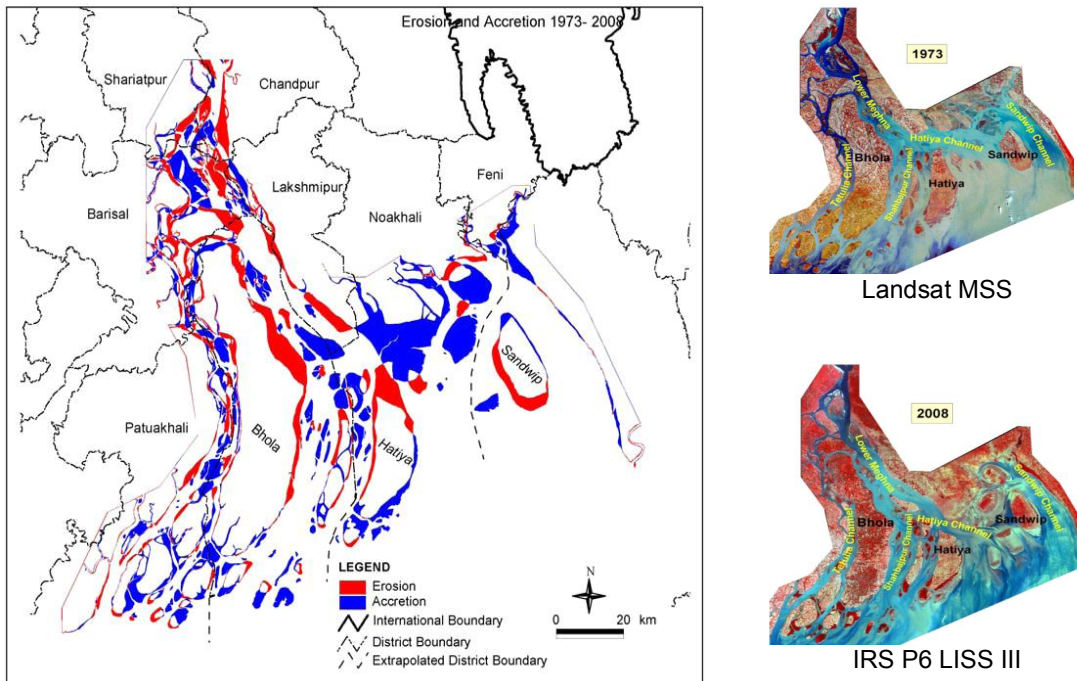 Erosion and Accretion 1973- 2008
Shariatpur
Chandpur
Lakshmipur
Feni
Noakhali
Barisal
Sandwip
Patuakhali
Bhola
Hatiya
LEGEND
Erosion
Accretion
International Boundary
District Boundary
Extrapolated District Boundary
N
0 20 km
1973
Lower Meghna
Sandwip Channel
Hatiya Channel
Bhola
Sandwip
Tetulia Channel
Shahbajpur Channel
Hatiya
Landsat MSS
2008
Lower Meghna
Sandwip Channel
Bhola
Hatiya Channel
Sandwip
Tetulia Channel
Shahbajpur Channel
Hatiya
IRS P6 LISS III